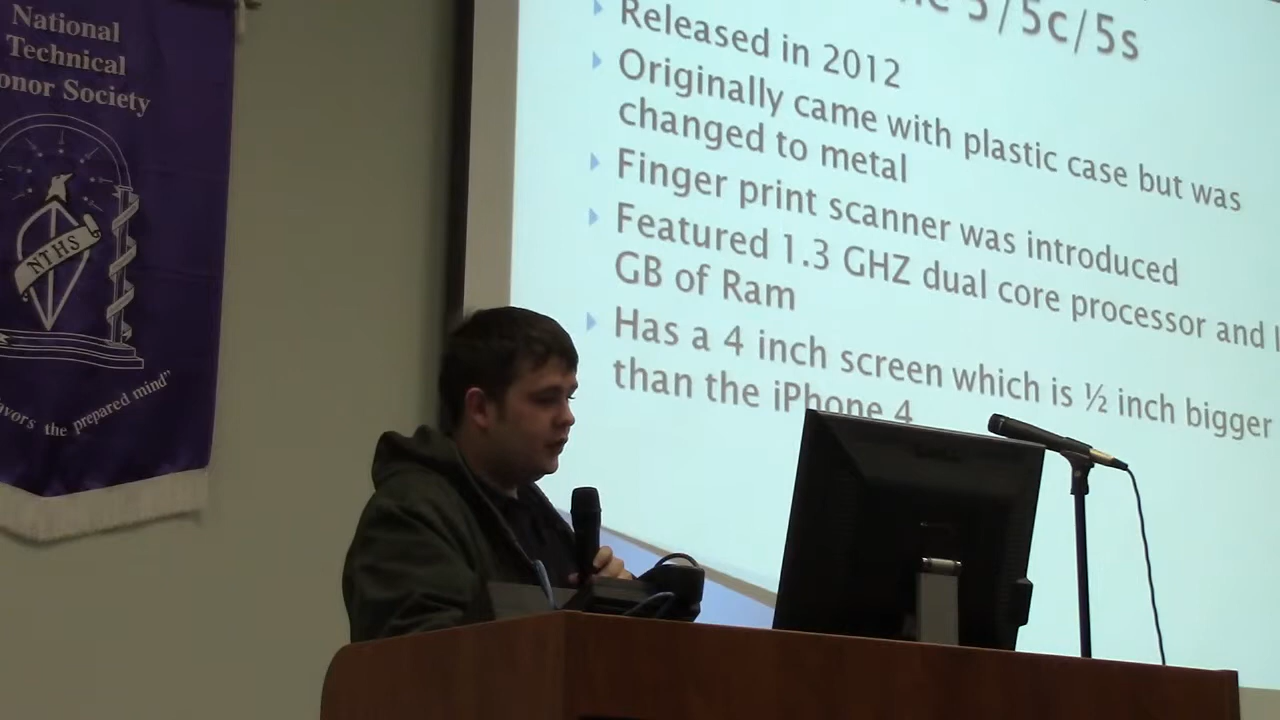 National
Technical
onor Society
NTHS
avors the prepared mind"
5/5c/5s
Released in 2012
Originally came with plastic case but was
changed to metal
Finger print scanner was introduced
Featured 1.3 GHZ dual core processor and
GB of Ram
Has a 4 inch screen which is ½ inch bigger
than the iPhone 4